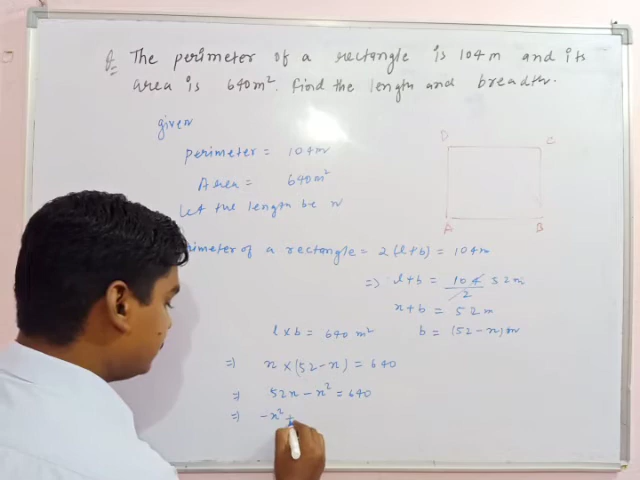 Q The perimeter of a rectangle is 104m and its
area is 640m². Find the length and breadth.
given
perimeter = 104m
Area = 640m²
let the length be x
D C
A B
rimeter of a rectangle = 2(l+b) = 104m
=> l+b = 104/2 52m
x+b = 52m
l×b = 640 m² b = (52-x)m
=> x×(52-x) = 640
=> 52x-x² = 640
=> -x² +